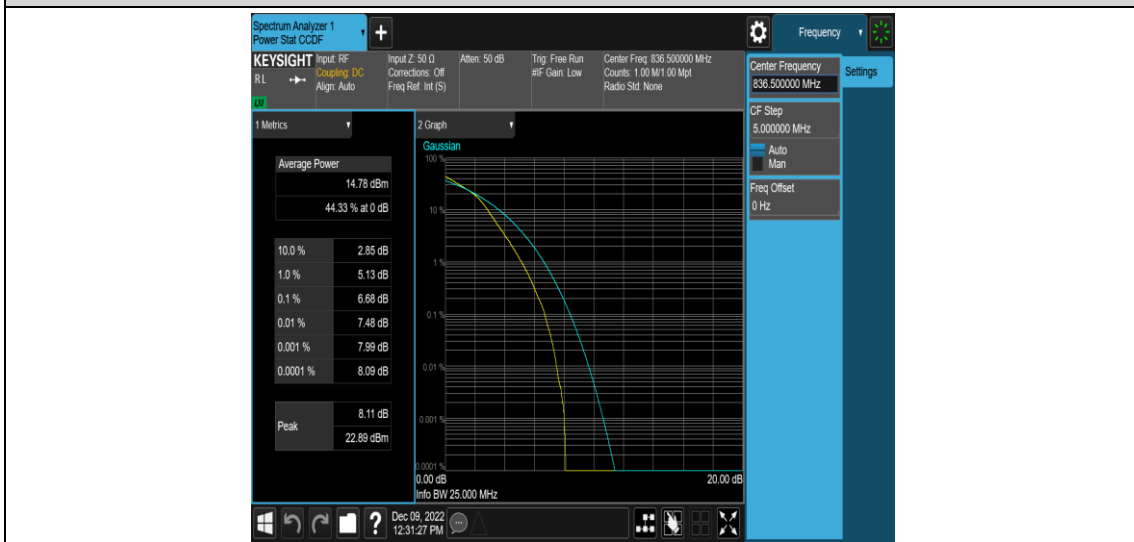 Spectrum Analyzer 1
Power Stat CCDF
+
Frequency
KEYSIGHT
RL
Input: RF
Coupling: DC
Align: Auto
Input Z: 50 Ω
Corrections: Off
Freq Ref: Int (S)
Atten: 50 dB
Trig: Free Run
#IF Gain: Low
Center Freq: 836.500000 MHz
Counts: 1.00 M/1.00 Mpt
Radio Std: None
Center Frequency
836.500000 MHz
Settings
CF Step
5.000000 MHz
Auto
Man
Freq Offset
0 Hz
1 Metrics
Average Power
14.78 dBm
44.33 % at 0 dB
10.0 % 2.85 dB
1.0 % 5.13 dB
0.1 % 6.68 dB
0.01 % 7.48 dB
0.001 % 7.99 dB
0.0001 % 8.09 dB
Peak
8.11 dB
22.89 dBm
2 Graph
Gaussian
100 %
10 %
1 %
0.1 %
0.01 %
0.001 %
0.0001 %
0.00 dB 20.00 dB
Info BW 25.000 MHz
?
Dec 09, 2022
12:31:27 PM